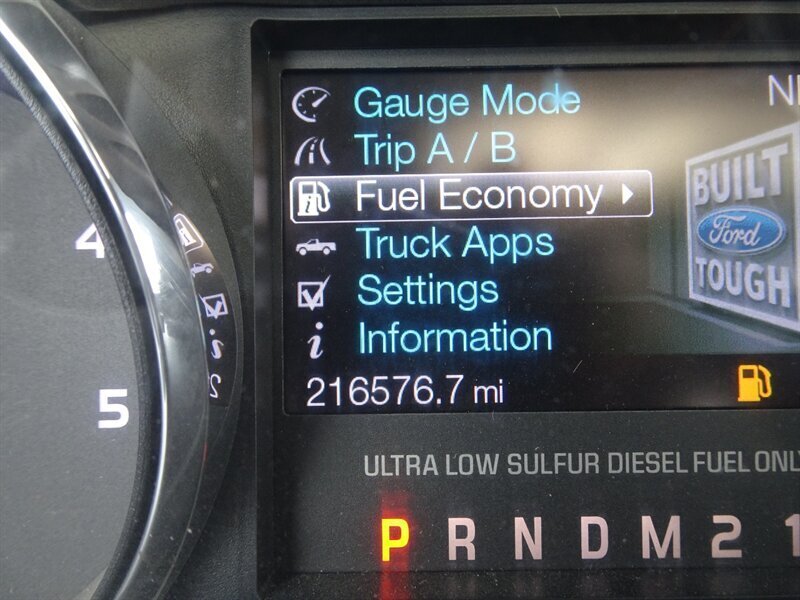 Gauge Mode
Trip A / B
Fuel Economy
Truck Apps
Settings
Information
216576.7 mi
BUILT
Ford
TOUGH
ULTRA LOW SULFUR DIESEL FUEL ONLY
P R N D M 2 1
4
5